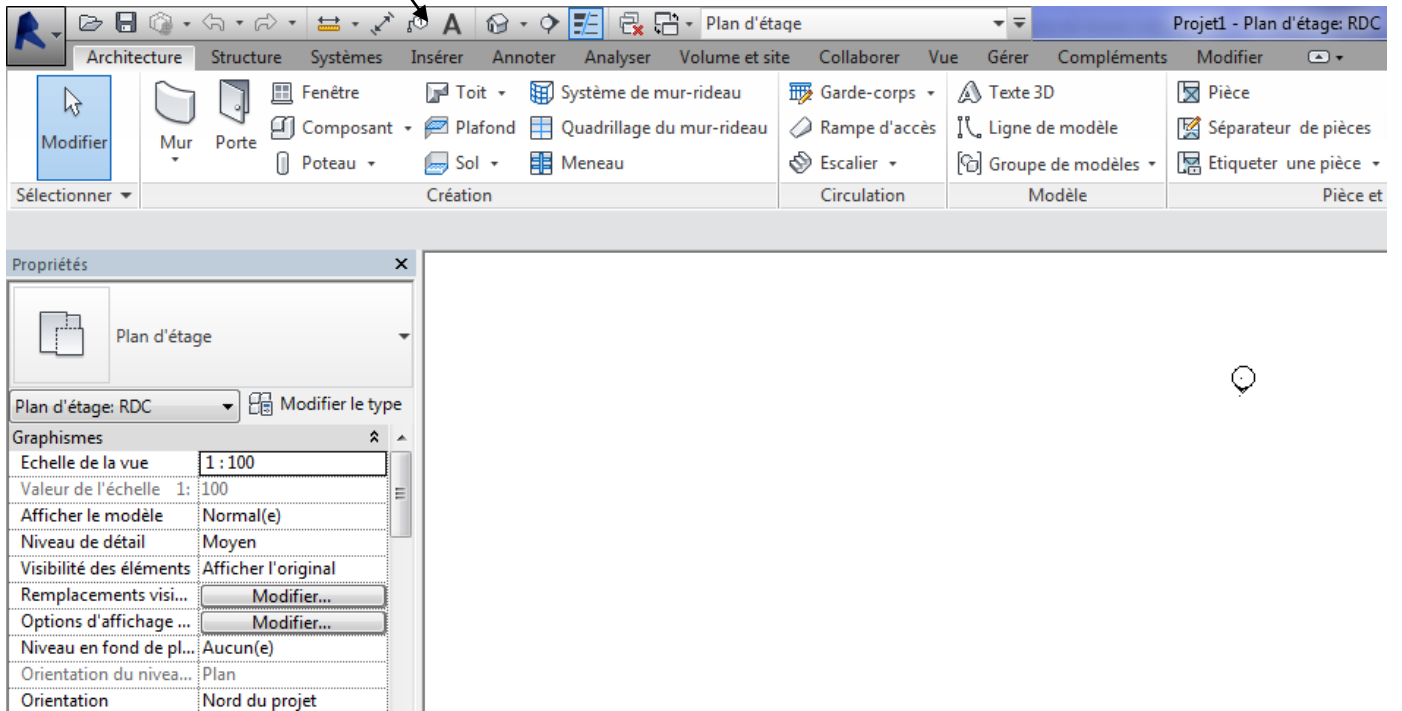 A Plan d'étage Projet1 - Plan d'étage: RDC
Architecture Structure Systèmes Insérer Annoter Analyser Volume et site Collaborer Vue Gérer Compléments Modifier
Modifier
Mur
Porte
Fenêtre
Composant
Poteau
Toit
Plafond
Sol
Système de mur-rideau
Quadrillage du mur-rideau
Meneau
Garde-corps
Rampe d'accès
Escalier
Texte 3D
Ligne de modèle
Groupe de modèles
Pièce
Séparateur de pièces
Etiqueter une pièce
Sélectionner Création Circulation Modèle Pièce et
Propriétés
Plan d'étage
Plan d'étage: RDC Modifier le type
Graphismes
Echelle de la vue 1 : 100
Valeur de l'échelle 1: 100
Afficher le modèle Normal(e)
Niveau de détail Moyen
Visibilité des éléments Afficher l'original
Remplacements visi... Modifier...
Options d'affichage ... Modifier...
Niveau en fond de pl... Aucun(e)
Orientation du nivea... Plan
Orientation Nord du projet